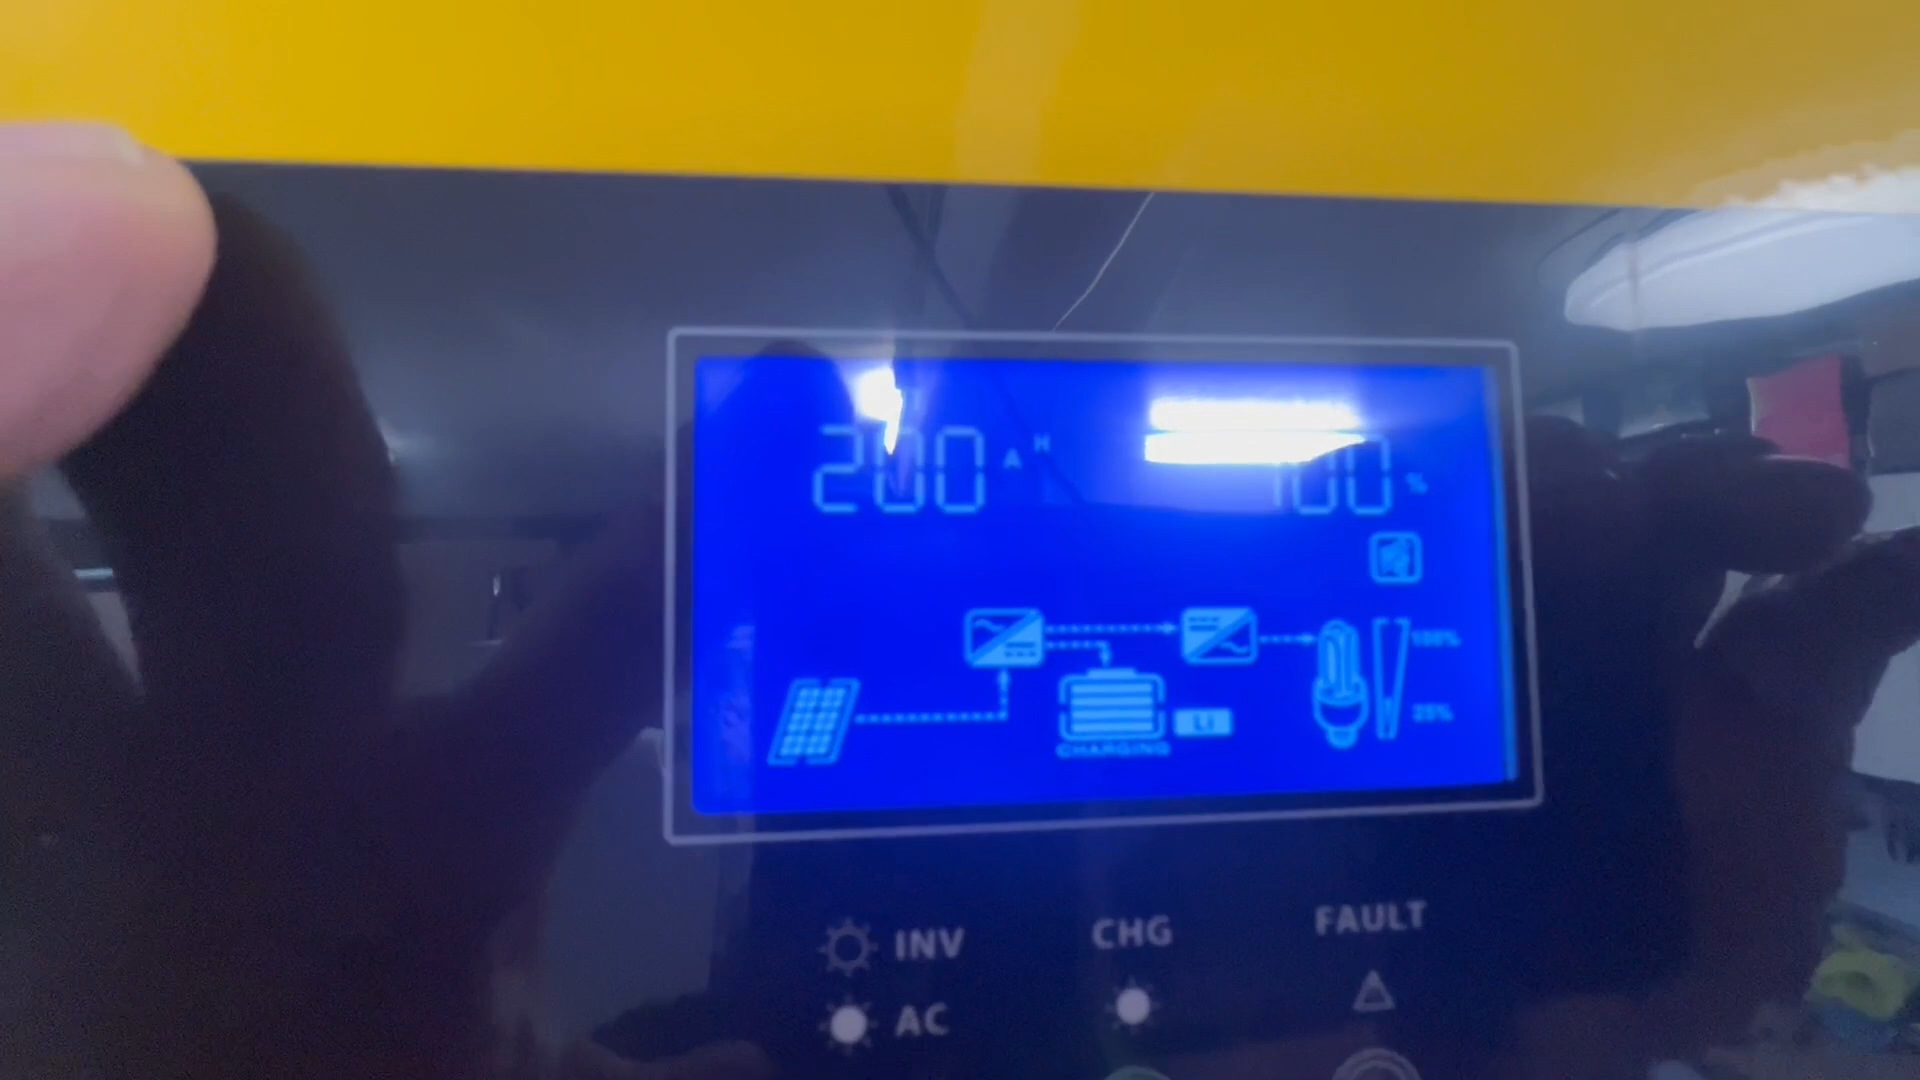 200 AH 100 %
100%
Li 25%
CHARGING
INV CHG FAULT
AC